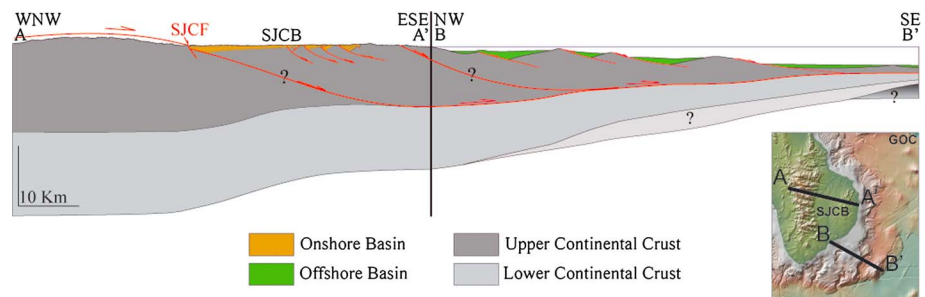 WNW
A
SJCF
SJCB
ESE
A'
NW
B
SE
B'
?
?
?
?
10 Km
Onshore Basin
Offshore Basin
Upper Continental Crust
Lower Continental Crust
GOC
A
A'
SJCB
B
B'